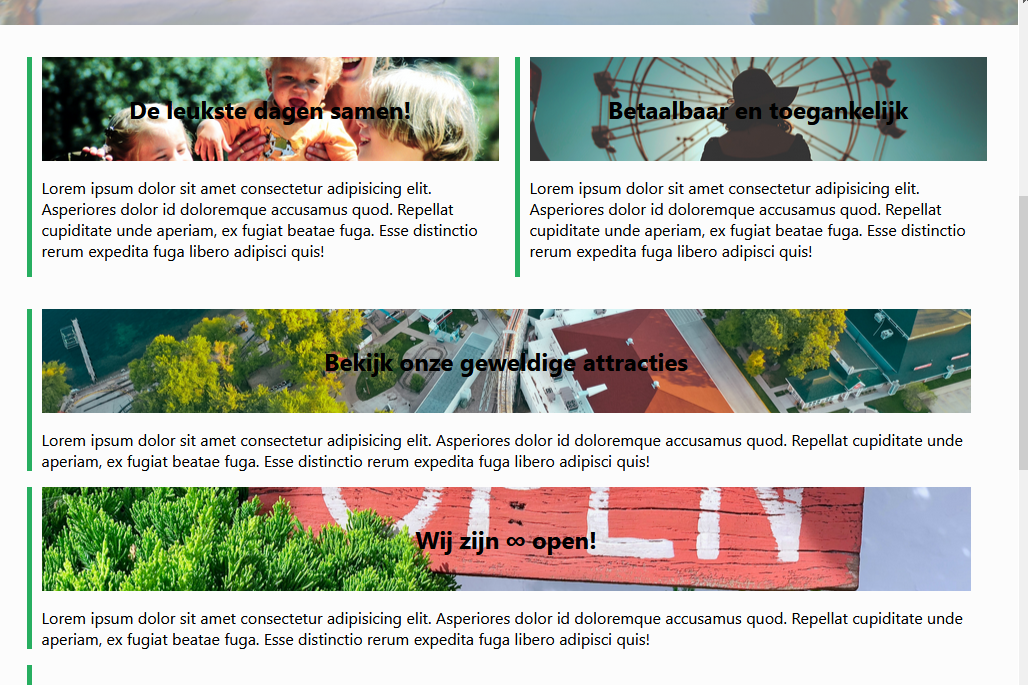 De leukste dagen samen!
Lorem ipsum dolor sit amet consectetur adipisicing elit.
Asperiores dolor id doloremque accusamus quod. Repellat
cupiditate unde aperiam, ex fugiat beatae fuga. Esse distinctio
rerum expedita fuga libero adipisci quis!
Betaalbaar en toegankelijk
Lorem ipsum dolor sit amet consectetur adipisicing elit.
Asperiores dolor id doloremque accusamus quod. Repellat
cupiditate unde aperiam, ex fugiat beatae fuga. Esse distinctio
rerum expedita fuga libero adipisci quis!
Bekijk onze geweldige attracties
Lorem ipsum dolor sit amet consectetur adipisicing elit. Asperiores dolor id doloremque accusamus quod. Repellat cupiditate unde
aperiam, ex fugiat beatae fuga. Esse distinctio rerum expedita fuga libero adipisci quis!
OPEN
Wij zijn ∞ open!
Lorem ipsum dolor sit amet consectetur adipisicing elit. Asperiores dolor id doloremque accusamus quod. Repellat cupiditate unde
aperiam, ex fugiat beatae fuga. Esse distinctio rerum expedita fuga libero adipisci quis!